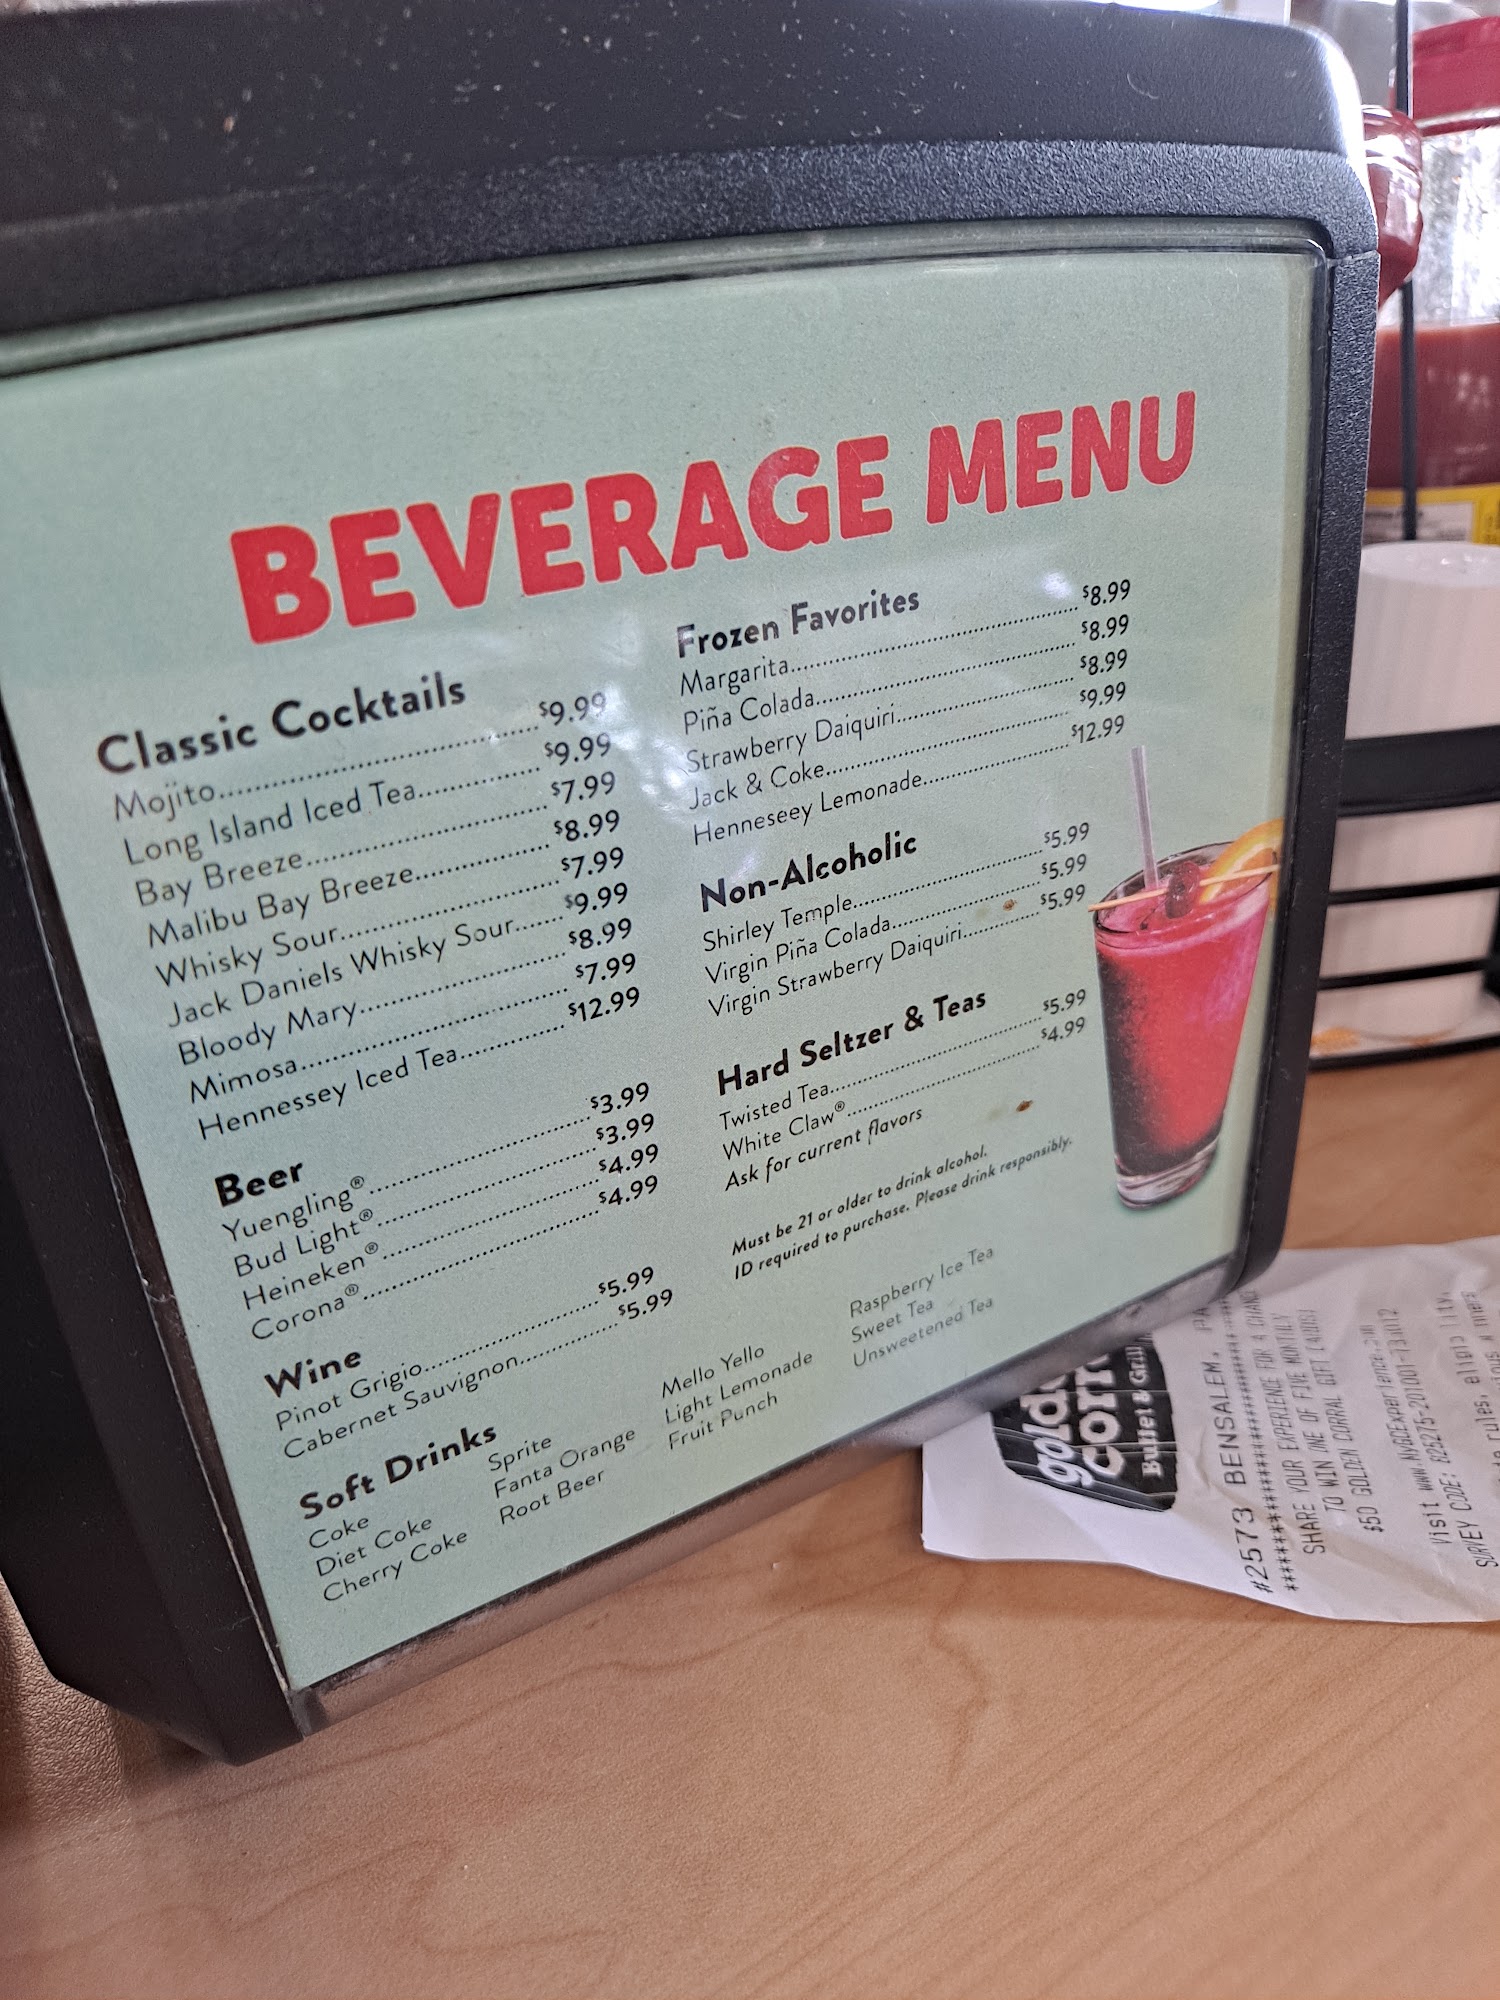 BEVERAGE MENU
Classic Cocktails
Mojito.......... $9.99
Long Island Iced Tea.......... $9.99
Bay Breeze.......... $7.99
Malibu Bay Breeze.......... $8.99
Whisky Sour.......... $7.99
Jack Daniels Whisky Sour...... $9.99
Bloody Mary.......... $8.99
Mimosa.......... $7.99
Hennessey Iced Tea.......... $12.99
Beer
Yuengling®.......... $3.99
Bud Light®.......... $3.99
Heineken®.......... $4.99
Corona®.......... $4.99
Wine
Pinot Grigio.......... $5.99
Cabernet Sauvignon.......... $5.99
Frozen Favorites
Margarita.......... $8.99
Piña Colada.......... $8.99
Strawberry Daiquiri.......... $8.99
Jack & Coke.......... $9.99
Henneseey Lemonade.......... $12.99
Non-Alcoholic
Shirley Temple.......... $5.99
Virgin Piña Colada.......... $5.99
Virgin Strawberry Daiquiri.......... $5.99
Hard Seltzer & Teas
Twisted Tea.......... $5.99
White Claw®.......... $4.99
Ask for current flavors
Must be 21 or older to drink alcohol.
ID required to purchase. Please drink responsibly.
Soft Drinks
Coke
Diet Coke
Cherry Coke
Sprite
Fanta Orange
Root Beer
Mello Yello
Light Lemonade
Fruit Punch
Raspberry Ice Tea
Sweet Tea
Unsweetened Tea
Buffet & Grill
#2573 BENSALEM, PA
SHARE YOUR EXPERIENCE FOR A
TO WIN ONE OF FIVE MONTHLY
$50 GOLDEN CORRAL GIFT CARDS!
Visit www.MyGCExperience.com
SURVEY CODE: